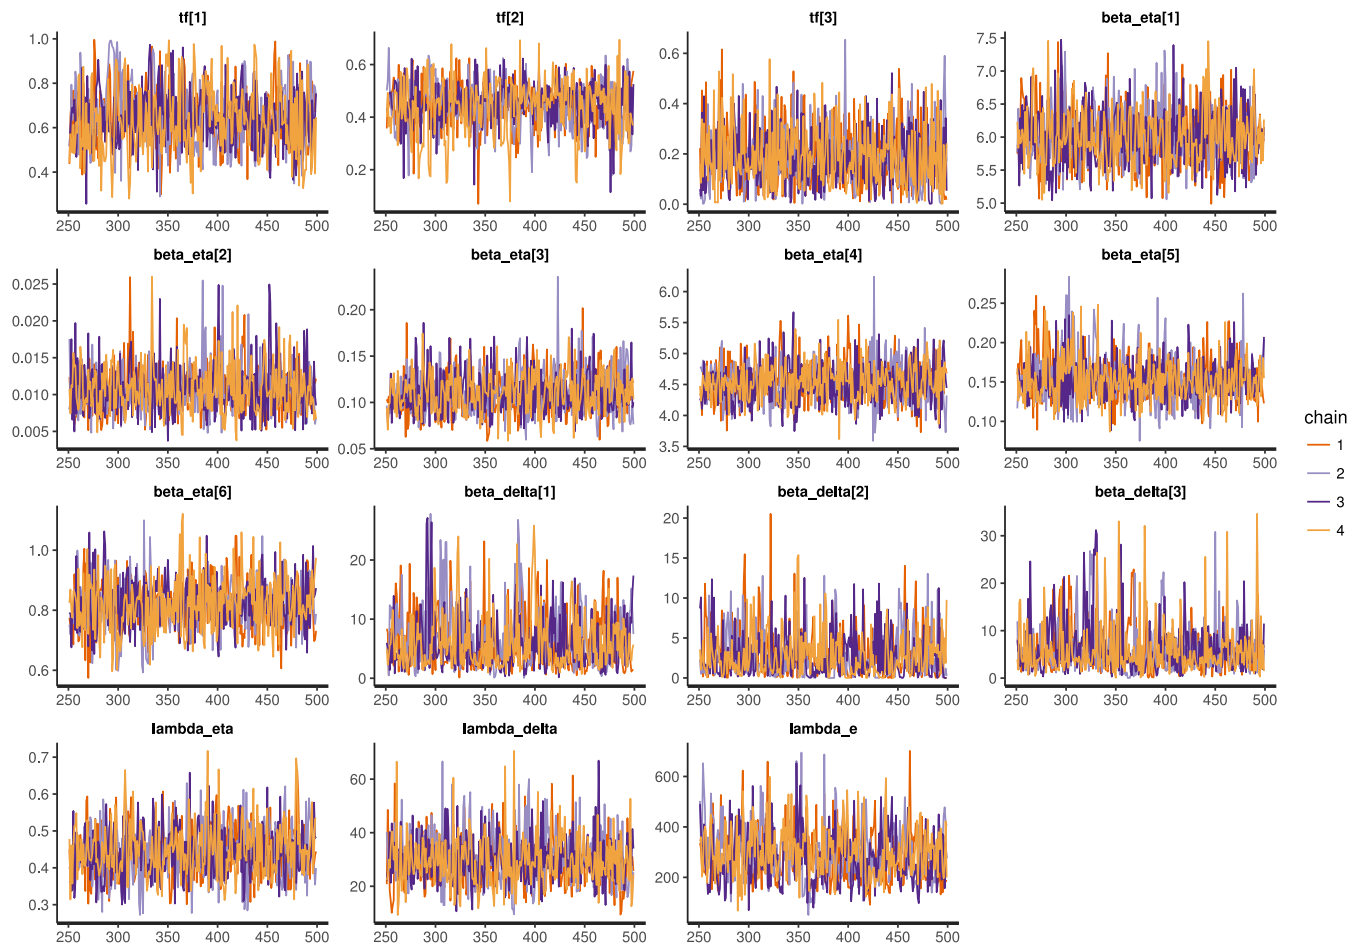 tf[1] tf[2] tf[3] beta_eta[1]
1.0 0.8 0.6 0.4
0.6 0.4 0.2
0.6 0.4 0.2 0.0
7.5 7.0 6.5 6.0 5.5 5.0
250 300 350 400 450 500 250 300 350 400 450 500 250 300 350 400 450 500 250 300 350 400 450 500
beta_eta[2] beta_eta[3] beta_eta[4] beta_eta[5]
0.025 0.020 0.015 0.010 0.005
0.20 0.15 0.10 0.05
6.0 5.5 5.0 4.5 4.0 3.5
0.25 0.20 0.15 0.10
250 300 350 400 450 500 250 300 350 400 450 500 250 300 350 400 450 500 250 300 350 400 450 500
beta_eta[6] beta_delta[1] beta_delta[2] beta_delta[3]
1.0 0.8 0.6
20 10 0
20 15 10 5 0
30 20 10 0
250 300 350 400 450 500 250 300 350 400 450 500 250 300 350 400 450 500 250 300 350 400 450 500
lambda_eta lambda_delta lambda_e
0.7 0.6 0.5 0.4 0.3
60 40 20
600 400 200
250 300 350 400 450 500 250 300 350 400 450 500 250 300 350 400 450 500
chain
1
2
3
4